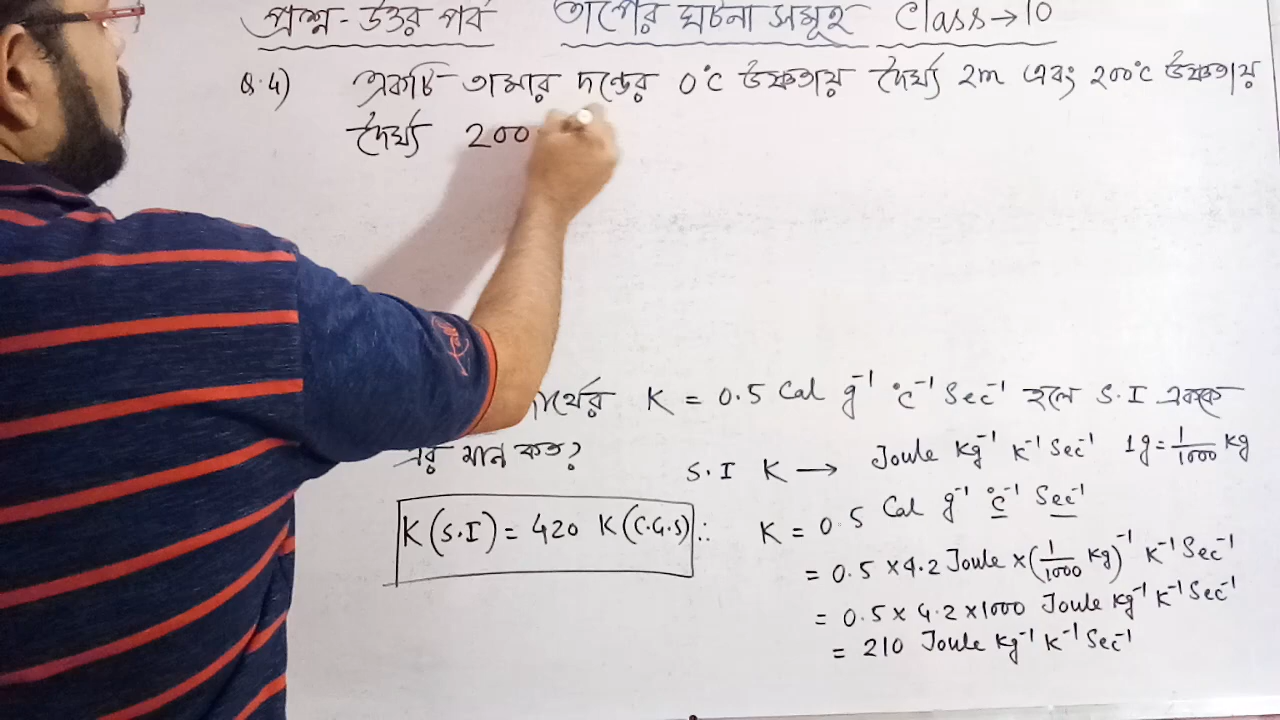 প্রশ্ন-উত্তর পর্ব তাপের ঘটনা সমূহ Class→10
Q.4) একটি তামার দন্ডের 0°C উষ্ণতায় দৈর্ঘ্য 2m এবং 200°C উষ্ণতায়
দৈর্ঘ্য 200
K = 0.5 Cal g⁻¹ °C⁻¹ Sec⁻¹ হলে S.I এককে
এর মান কত?
S.I K → Joule Kg⁻¹ K⁻¹ Sec⁻¹ 1g = 1/1000 Kg
K(S.I) = 420 K(C.G.S) ∴ K = 0.5 Cal g⁻¹ °C⁻¹ Sec⁻¹
= 0.5 × 4.2 Joule × (1/1000 Kg)⁻¹ K⁻¹ Sec⁻¹
= 0.5 × 4.2 × 1000 Joule Kg⁻¹ K⁻¹ Sec⁻¹
= 210 Joule Kg⁻¹ K⁻¹ Sec⁻¹